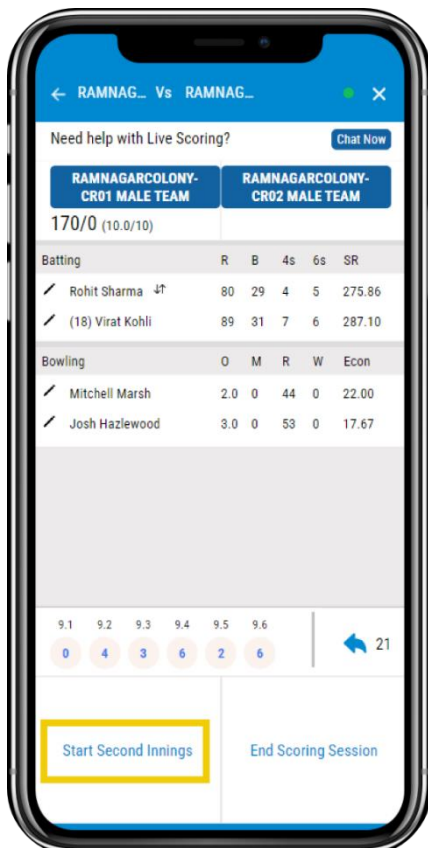 RAMNAG_ Vs RAMNAG_
Need help with Live Scoring? Chat Now
RAMNAGARCOLONY-
CR01 MALE TEAM
RAMNAGARCOLONY-
CR02 MALE TEAM
170/0 (10.0/10)
Batting R B 4s 6s SR
Rohit Sharma 80 29 4 5 275.86
(18) Virat Kohli 89 31 7 6 287.10
Bowling O M R W Econ
Mitchell Marsh 2.0 0 44 0 22.00
Josh Hazlewood 3.0 0 53 0 17.67
9.1 9.2 9.3 9.4 9.5 9.6
0 4 3 6 2 6 21
Start Second Innings End Scoring Session